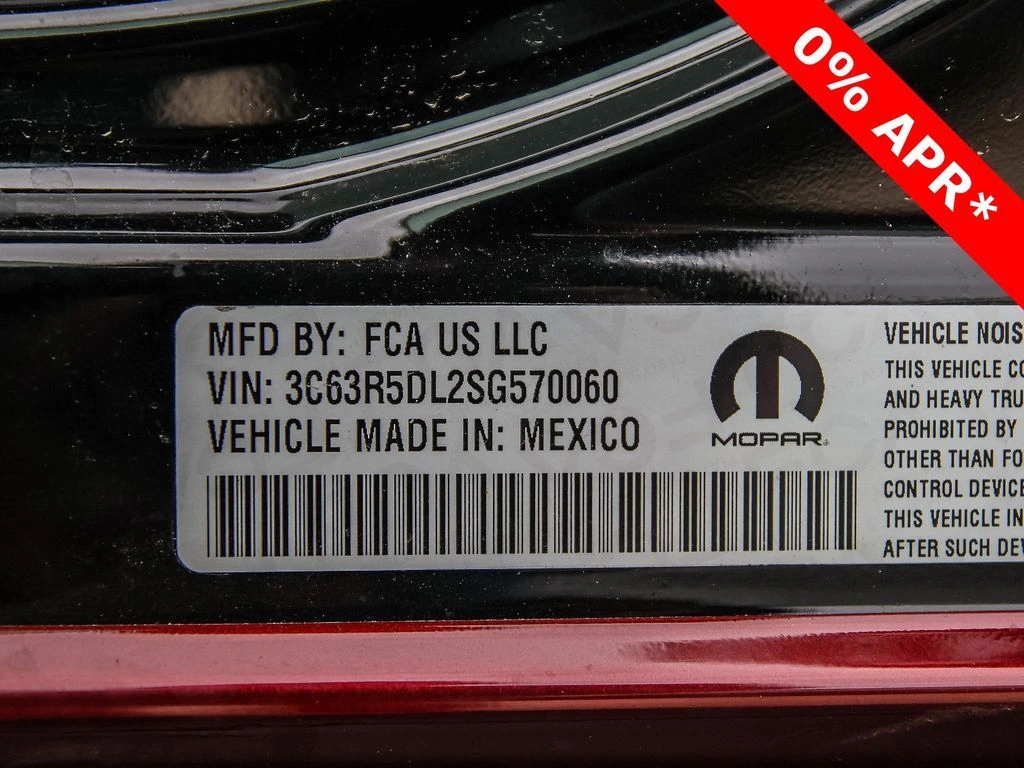 0% APR*
MFD BY: FCA US LLC
VIN: 3C63R5DL2SG570060
VEHICLE MADE IN: MEXICO
MOPAR
VEHICLE NOIS
THIS VEHICLE CO
AND HEAVY TRU
PROHIBITED BY
OTHER THAN FO
CONTROL DEVICE
THIS VEHICLE IN
AFTER SUCH DEV